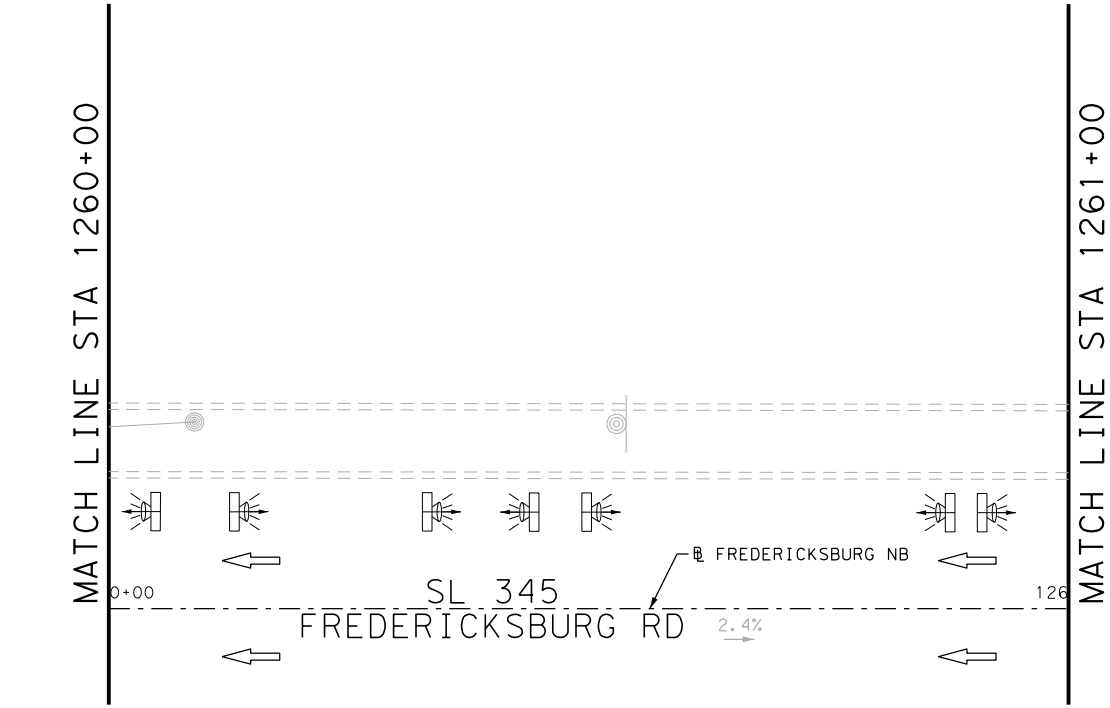 MATCH LINE STA 1260+00
MATCH LINE STA 1261+00
BL FREDERICKSBURG NB
0+00
SL 345
126
FREDERICKSBURG RD
2.4%